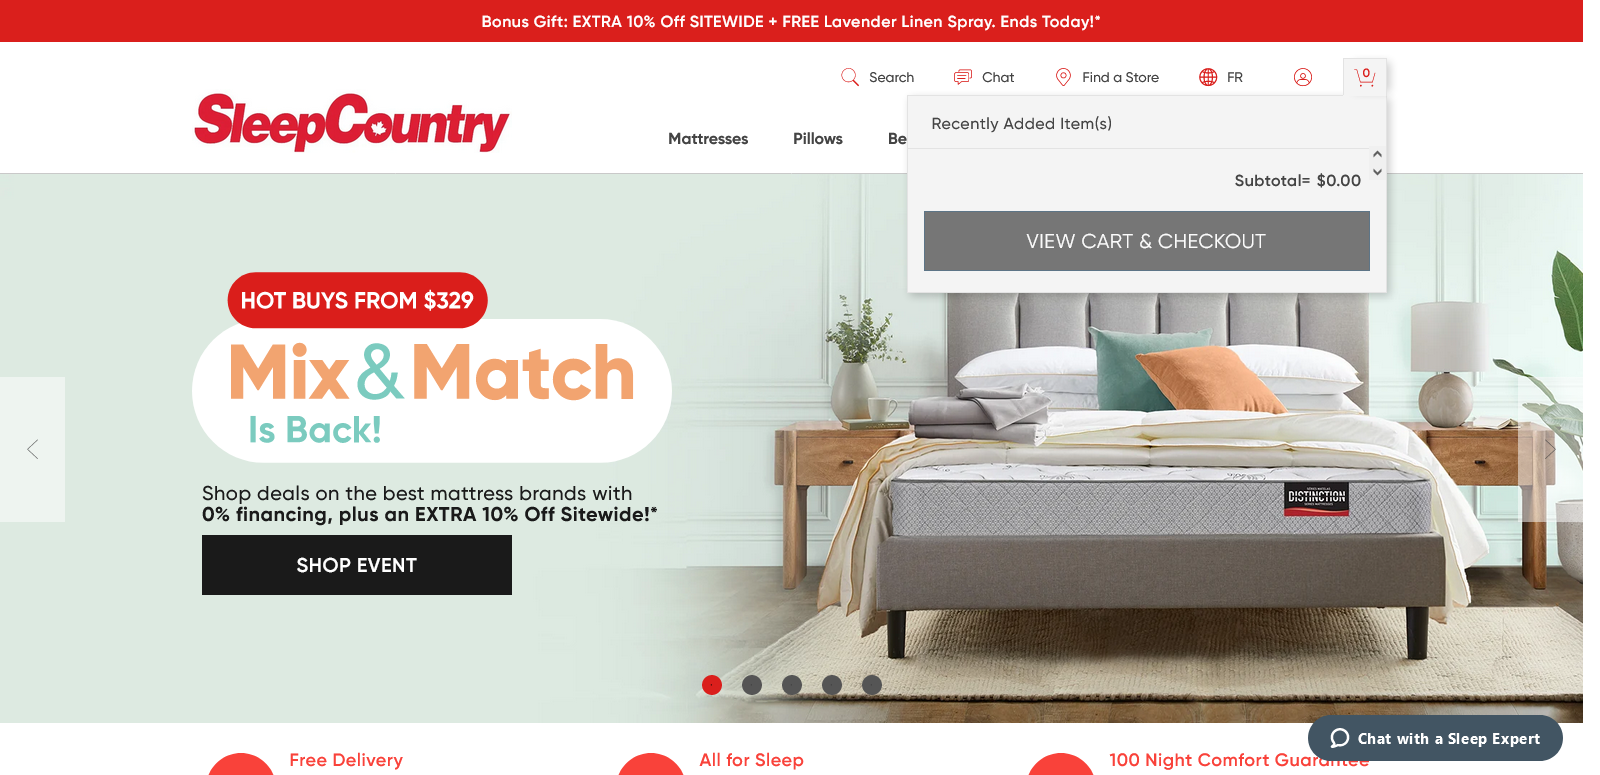 Bonus Gift: EXTRA 10% Off SITEWIDE + FREE Lavender Linen Spray. Ends Today!*
Search
Chat
Find a Store
FR
0
SleepCountry
Mattresses
Pillows
Be
Recently Added Item(s)
Subtotal= $0.00
VIEW CART & CHECKOUT
HOT BUYS FROM $329
Mix & Match
Is Back!
Shop deals on the best mattress brands with
0% financing, plus an EXTRA 10% Off Sitewide!*
SHOP EVENT
DISTINCTION
Chat with a Sleep Expert
Free Delivery
All for Sleep
100 Night Comfort Guarantee